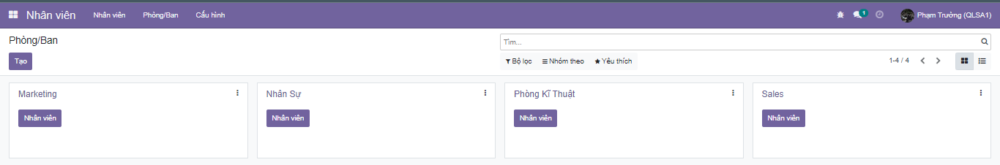 Nhân viên Nhân viên Phòng/Ban Cấu hình 1 Phạm Trưởng (QLSA1)
Phòng/Ban Tìm...
Tạo Bộ lọc Nhóm theo Yêu thích 1-4 / 4
Marketing Nhân Sự Phòng Kĩ Thuật Sales
Nhân viên Nhân viên Nhân viên Nhân viên